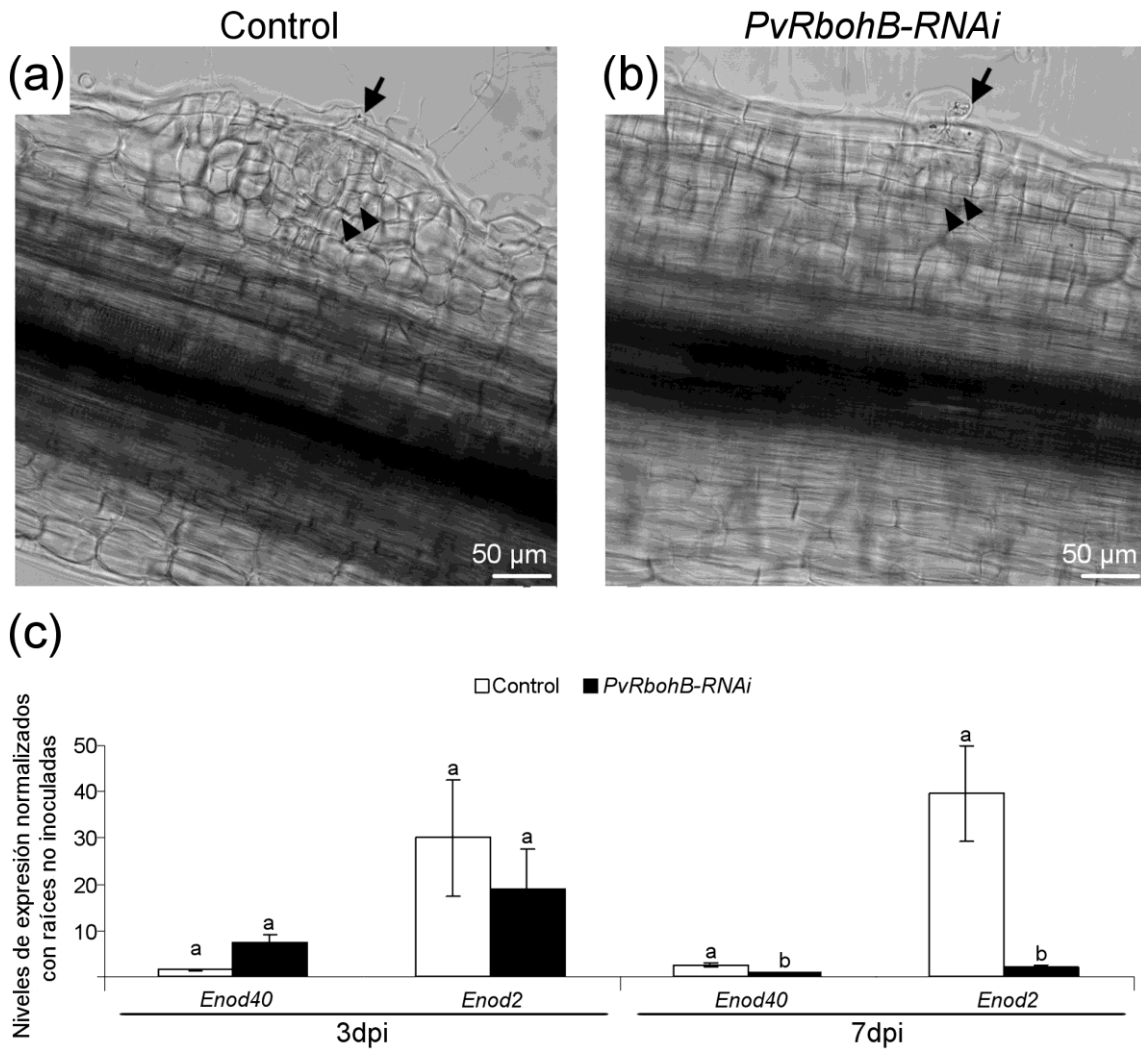 Control
PvRbohB-RNAi
(a)
(b)
50 µm
50 µm
(c)
Control
PvRbohB-RNAi
Niveles de expresión normalizados
con raíces no inoculadas
50
40
30
20
10
a
a
a
a
a
b
a
b
Enod40
Enod2
Enod40
Enod2
3dpi
7dpi